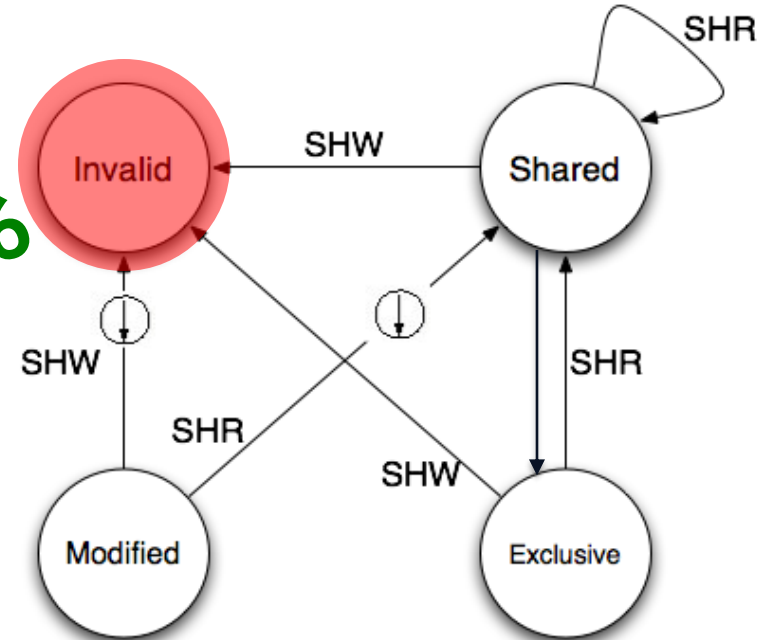 SHR
SHW
Invalid
Shared
%
SHW
SHR
SHR
SHW
Modified
Exclusive